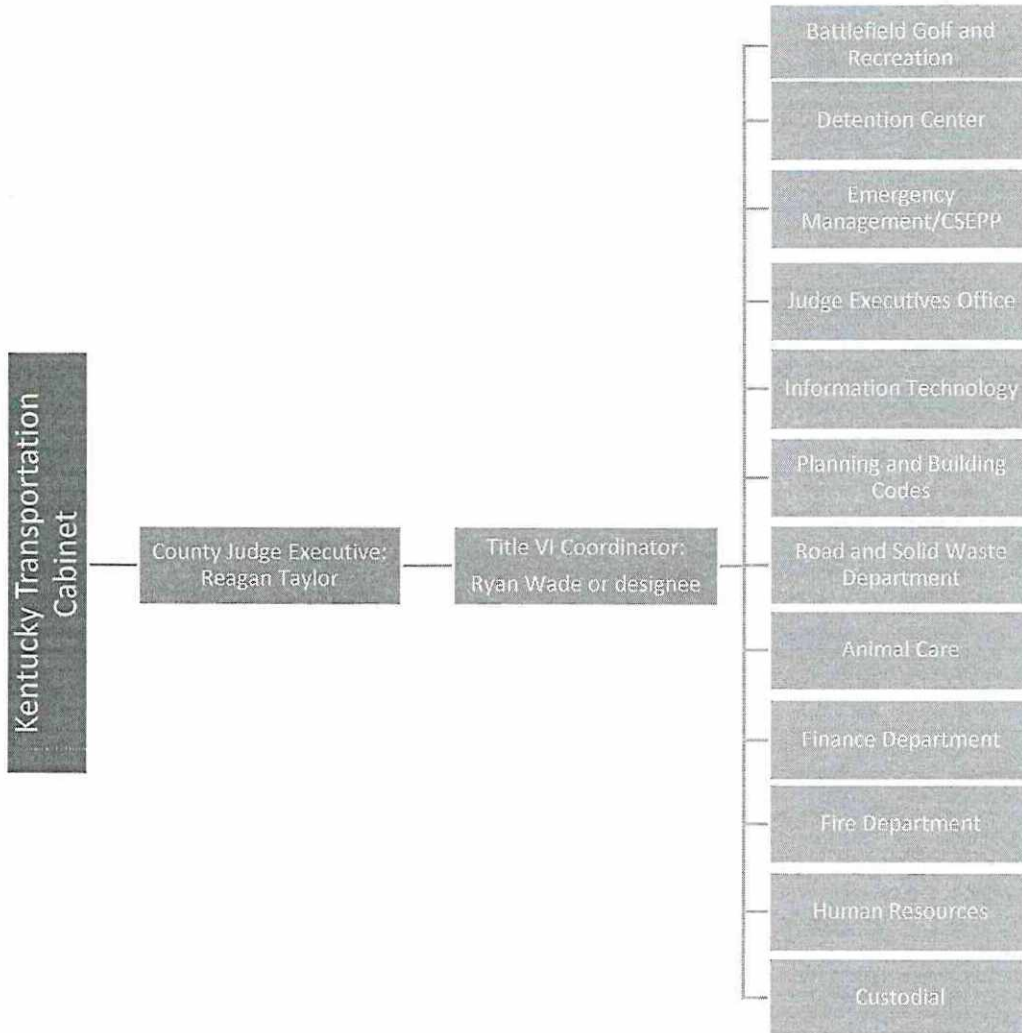 Kentucky Transportation
Cabinet
County Judge Executive:
Reagan Taylor
Title VI Coordinator:
Ryan Wade or designee
Battlefield Golf and
Recreation
Detention Center
Emergency
Management/CSEPP
Judge Executives Office
Information Technology
Planning and Building
Codes
Road and Solid Waste
Department
Animal Care
Finance Department
Fire Department
Human Resources
Custodial